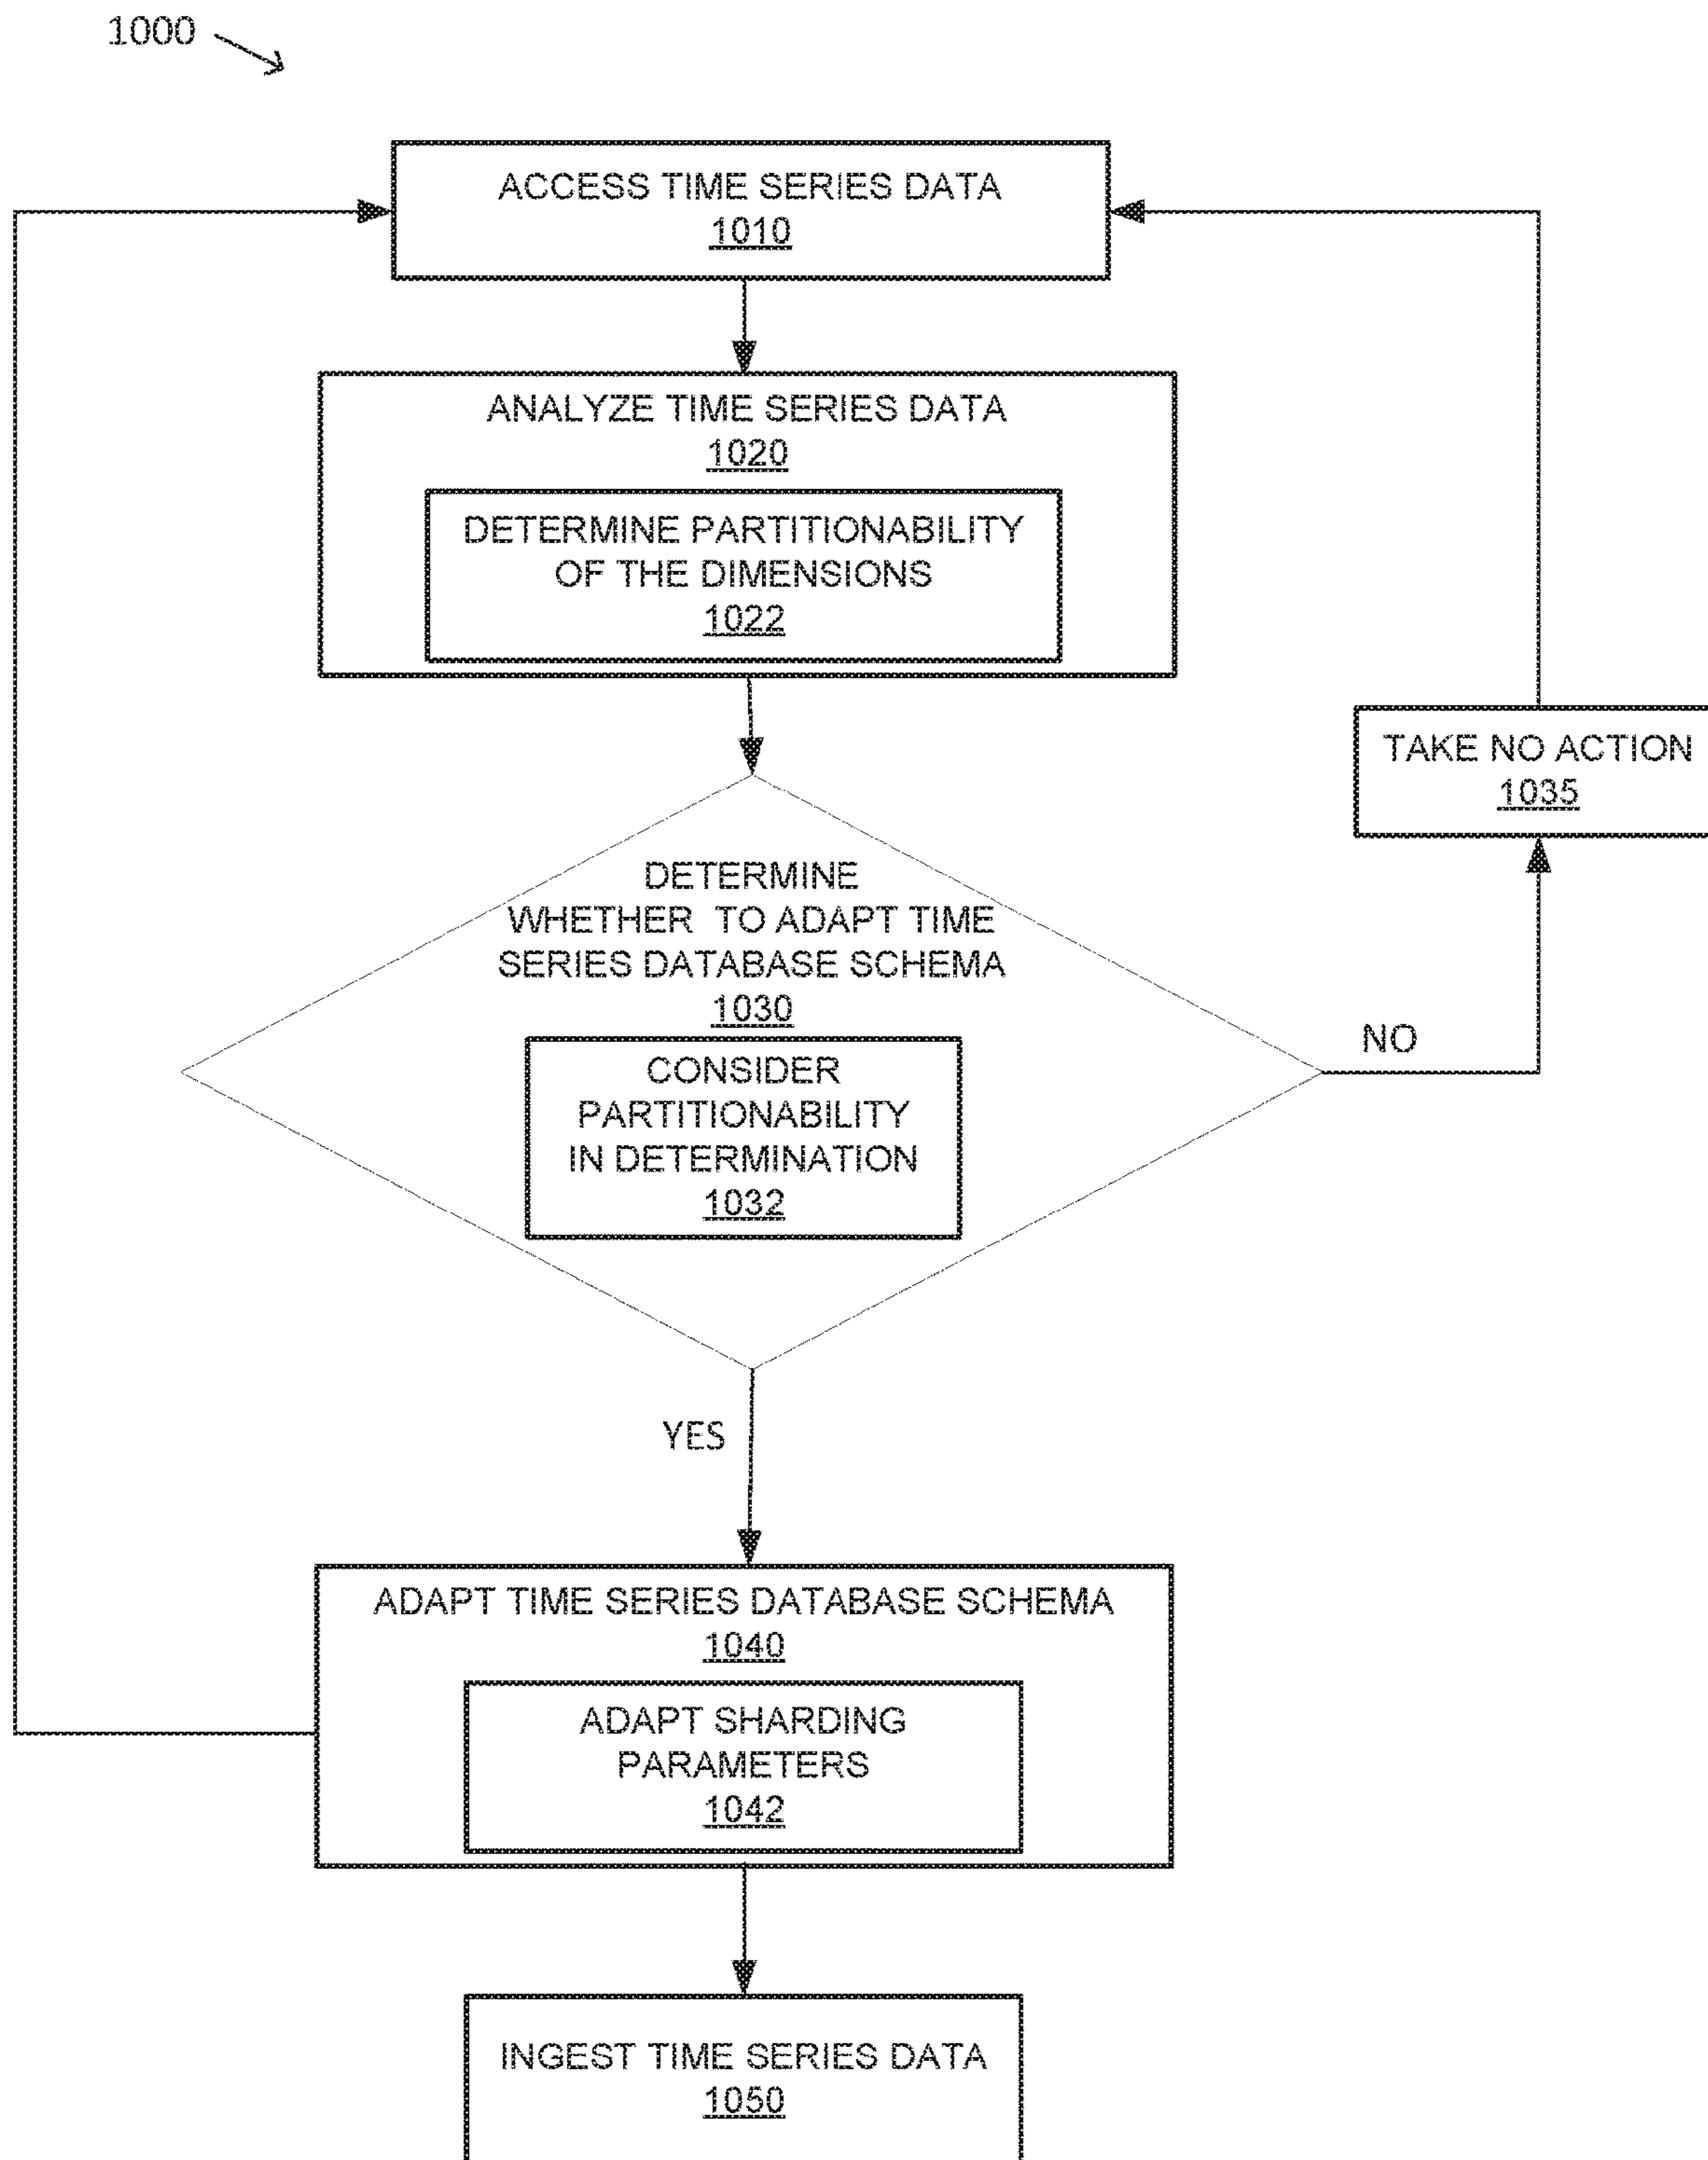 1000
ACCESS TIME SERIES DATA
1010
ANALYZE TIME SERIES DATA
1020
DETERMINE PARTITIONABILITY
OF THE DIMENSIONS
1022
TAKE NO ACTION
1035
DETERMINE
WHETHER TO ADAPT TIME
SERIES DATABASE SCHEMA
1030
NO
CONSIDER
PARTITIONABILITY
IN DETERMINATION
1032
YES
ADAPT TIME SERIES DATABASE SCHEMA
1040
ADAPT SHARDING
PARAMETERS
1042
INGEST TIME SERIES DATA
1050